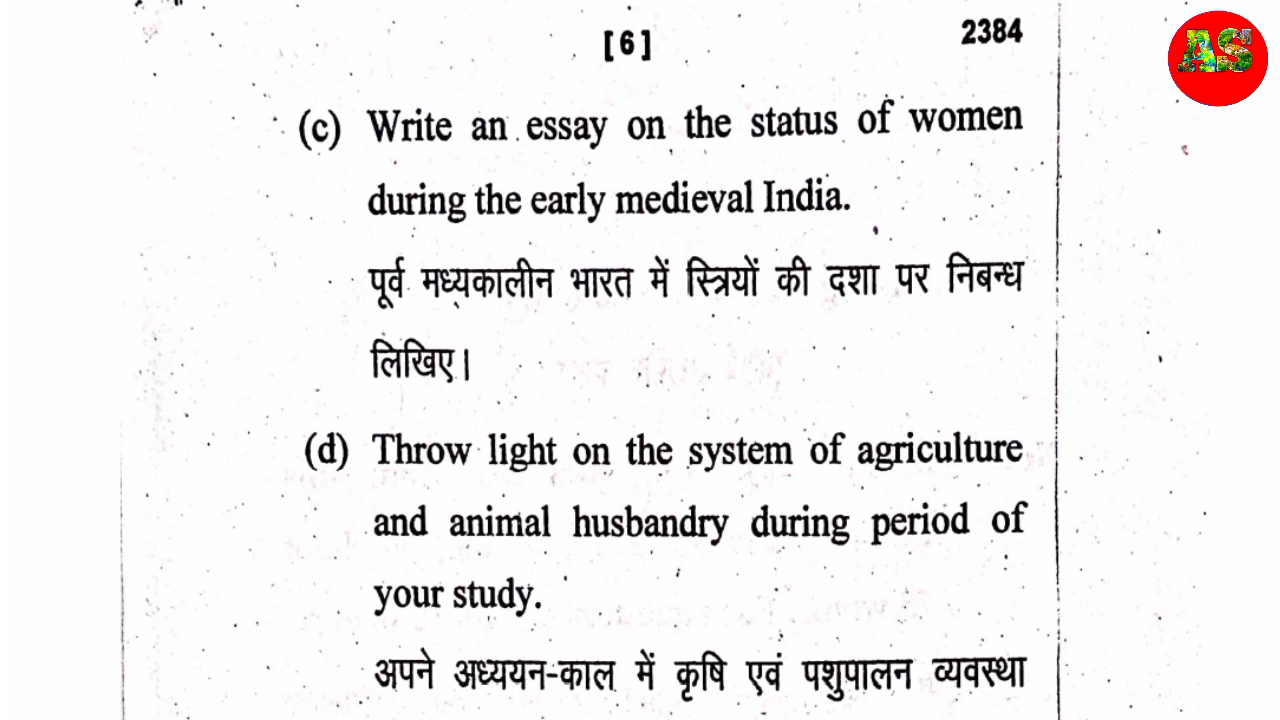 [6]
2384
AS
(c) Write an essay on the status of women
during the early medieval India.
पूर्व मध्यकालीन भारत में स्त्रियों की दशा पर निबन्ध
लिखिए।
(d) Throw light on the system of agriculture
and animal husbandry during period of
your study.
अपने अध्ययन-काल में कृषि एवं पशुपालन व्यवस्था